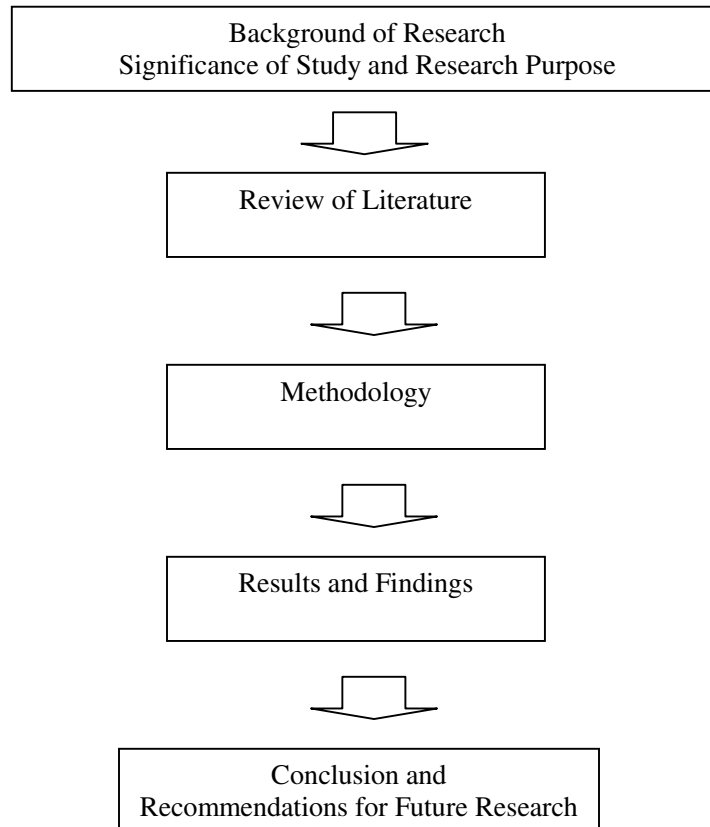 Background of Research
Significance of Study and Research Purpose
Review of Literature
Methodology
Results and Findings
Conclusion and
Recommendations for Future Research